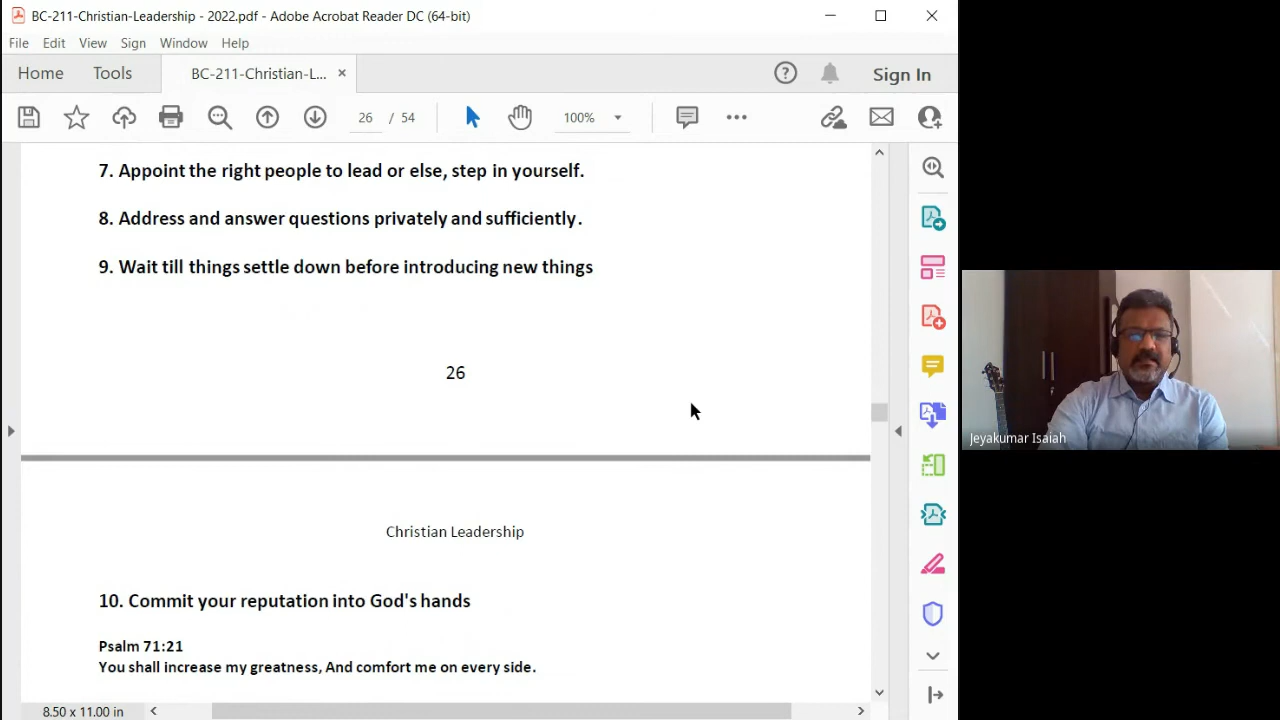 BC-211-Christian-Leadership - 2022.pdf - Adobe Acrobat Reader DC (64-bit)
File Edit View Sign Window Help
Home Tools BC-211-Christian-L... × Sign In
26 / 54 100%
7. Appoint the right people to lead or else, step in yourself.
8. Address and answer questions privately and sufficiently.
9. Wait till things settle down before introducing new things
26
Christian Leadership
10. Commit your reputation into God's hands
Psalm 71:21
You shall increase my greatness, And comfort me on every side.
8.50 x 11.00 in
Jeyakumar Isaiah